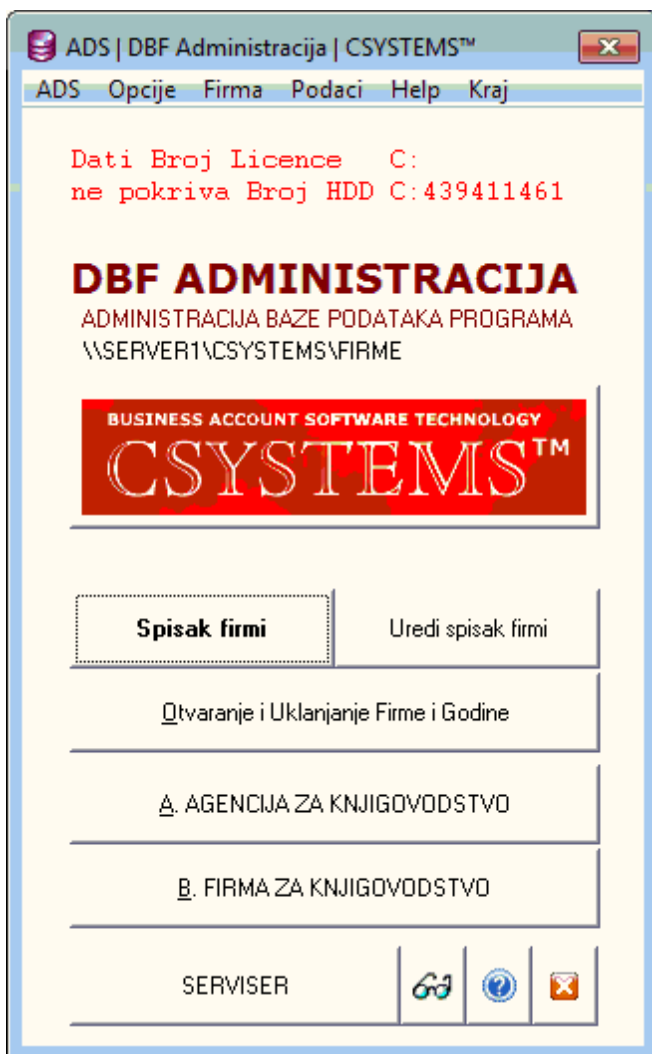 ADS | DBF Administracija | CSYSTEMS™
ADS Opcije Firma Podaci Help Kraj
Dati Broj Licence C:
ne pokriva Broj HDD C:439411461
DBF ADMINISTRACIJA
ADMINISTRACIJA BAZE PODATAKA PROGRAMA
\\SERVER1\CSYSTEMS\FIRME
BUSINESS ACCOUNT SOFTWARE TECHNOLOGY
CSYSTEMS™
Spisak firmi Uredi spisak firmi
Otvaranje i Uklanjanje Firme i Godine
A. AGENCIJA ZA KNJIGOVODSTVO
B. FIRMA ZA KNJIGOVODSTVO
SERVISER